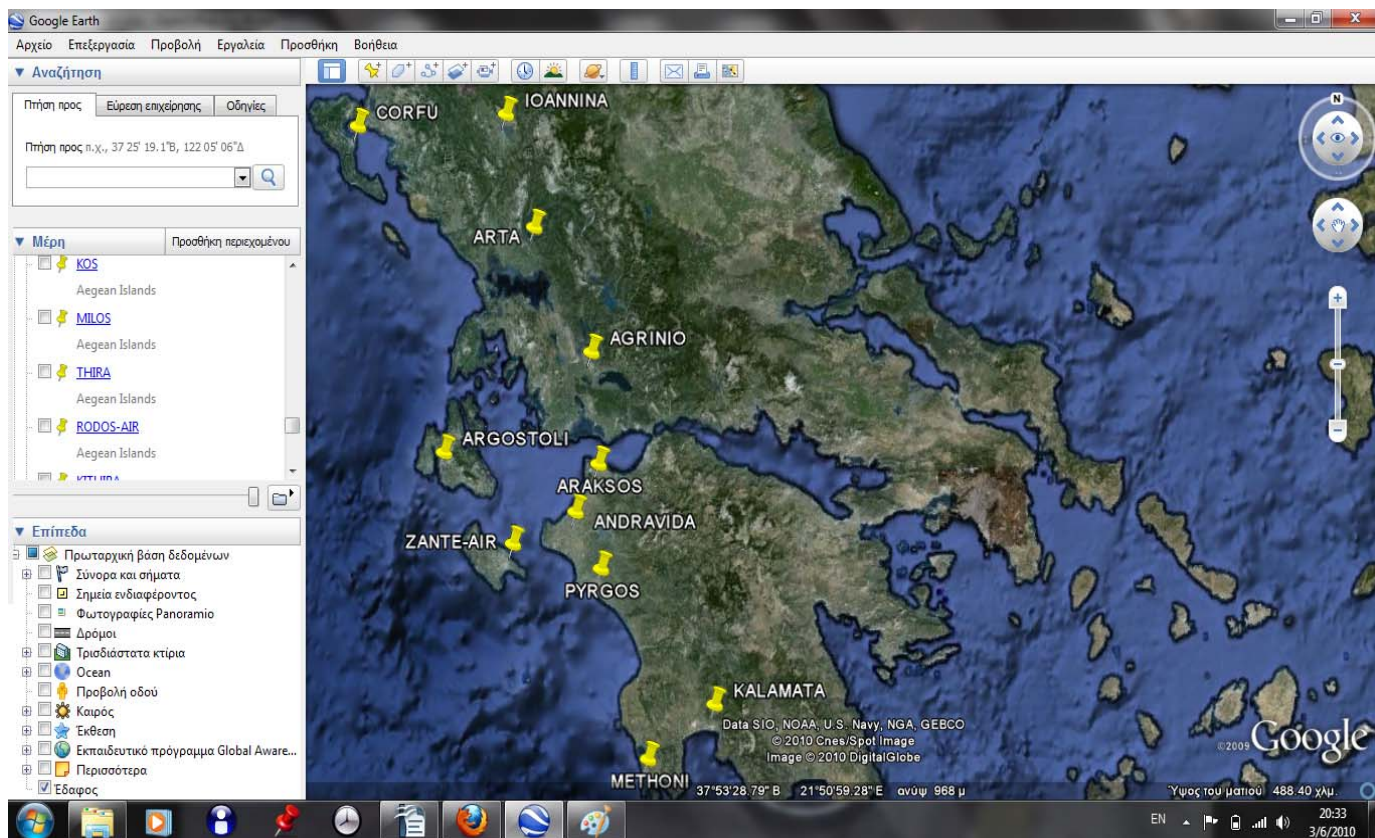 Google Earth
Αρχείο Επεξεργασία Προβολή Εργαλεία Προσθήκη Βοήθεια
Αναζήτηση
Πτήση προς Εύρεση επιχείρησης Οδηγίες
Πτήση προς π.χ., 37 25' 19.1"Β, 122 05' 06"Δ
Μέρη Προσθήκη περιεχομένου
KOS
Aegean Islands
MILOS
Aegean Islands
THIRA
Aegean Islands
RODOS-AIR
Aegean Islands
KITHIRA
Επίπεδα
Πρωταρχική βάση δεδομένων
Σύνορα και σήματα
Σημεία ενδιαφέροντος
Φωτογραφίες Panoramio
Δρόμοι
Τρισδιάστατα κτίρια
Ocean
Προβολή οδού
Καιρός
Έκθεση
Εκπαιδευτικό πρόγραμμα Global Aware...
Περισσότερα
Έδαφος
N
CORFU
IOANNINA
ARTA
AGRINIO
ARGOSTOLI
ARAKSOS
ANDRAVIDA
ZANTE-AIR
PYRGOS
KALAMATA
METHONI
Data SIO, NOAA, U.S. Navy, NGA, GEBCO
© 2010 Cnes/Spot Image
Image © 2010 DigitalGlobe
©2009 Google
37°53'28.79" Β 21°50'59.28" Ε ανύψ 968 μ Ύψος του ματιού 488.40 χλμ.
EN 20:33
3/6/2010